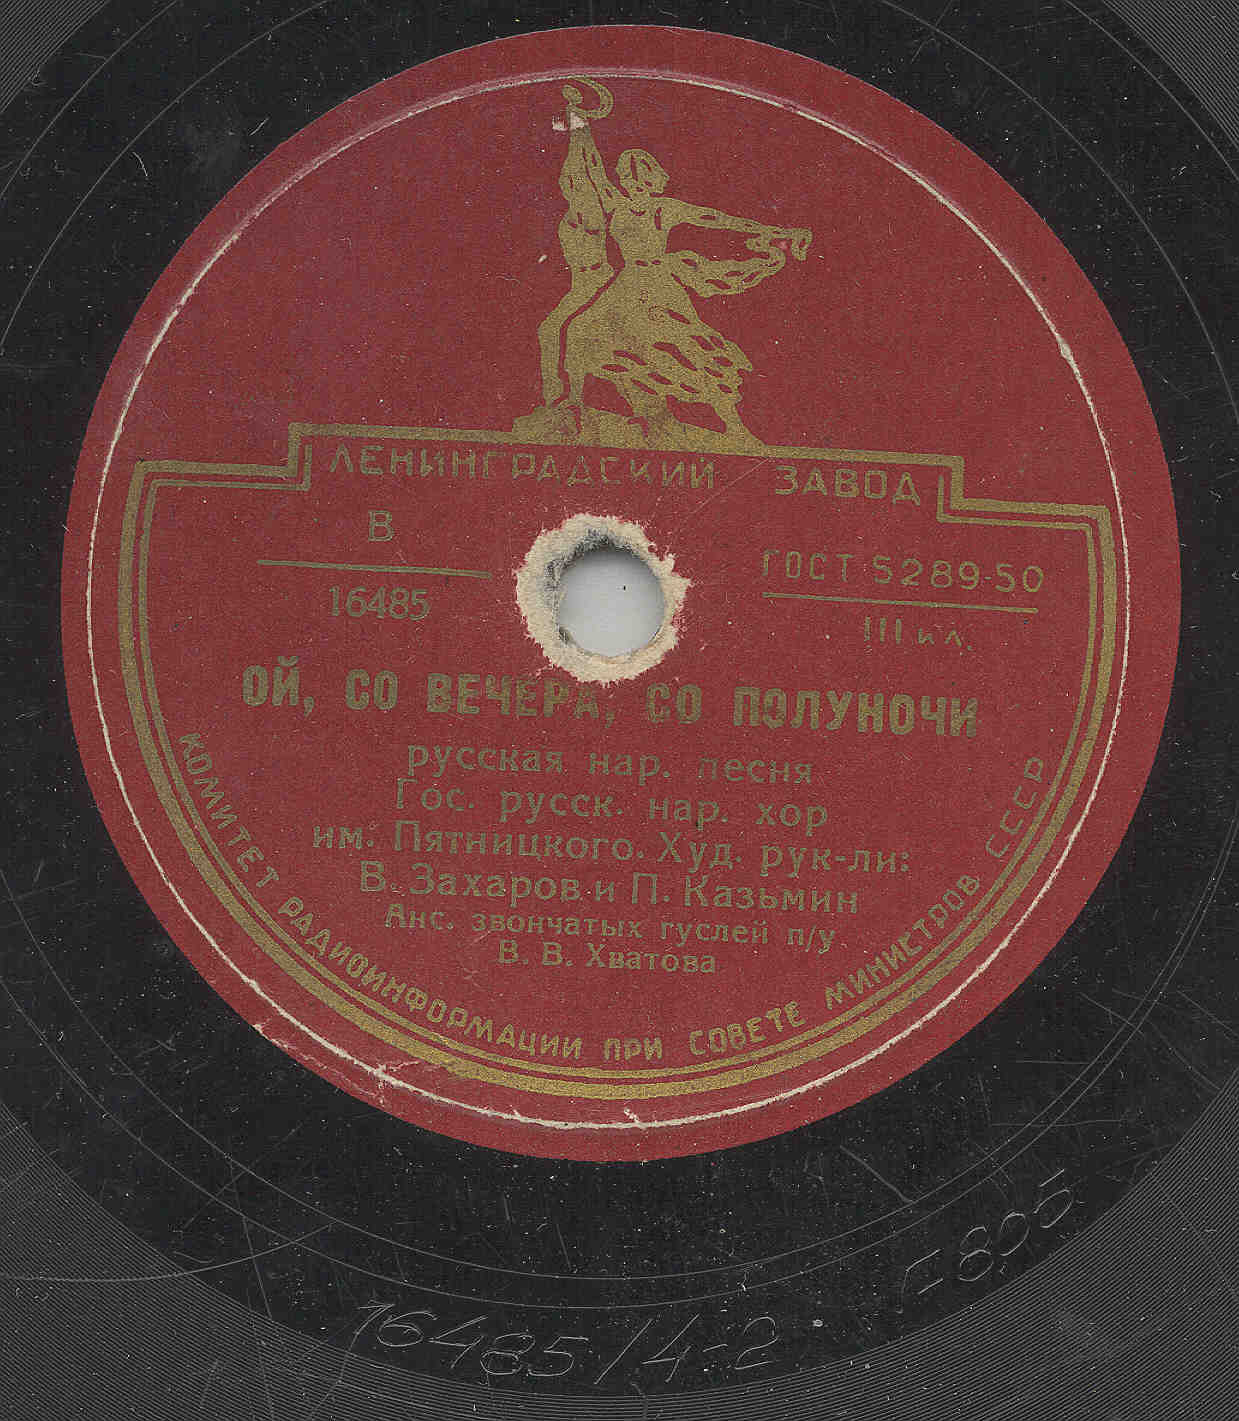 ЛЕНИНГРАДСКИЙ ЗАВОД
В
16485
ГОСТ 5289-50
III кл.
ОЙ, СО ВЕЧЕРА, СО ПОЛУНОЧИ
русская нар. песня
Гос. русск. нар. хор
им. Пятницкого. Худ. рук-ли:
В. Захаров и П. Казьмин
Анс. звончатых гуслей п/у
В. В. Хватова
КОМИТЕТ РАДИОИНФОРМАЦИИ ПРИ СОВЕТЕ МИНИСТРОВ СССР
16485/4-2